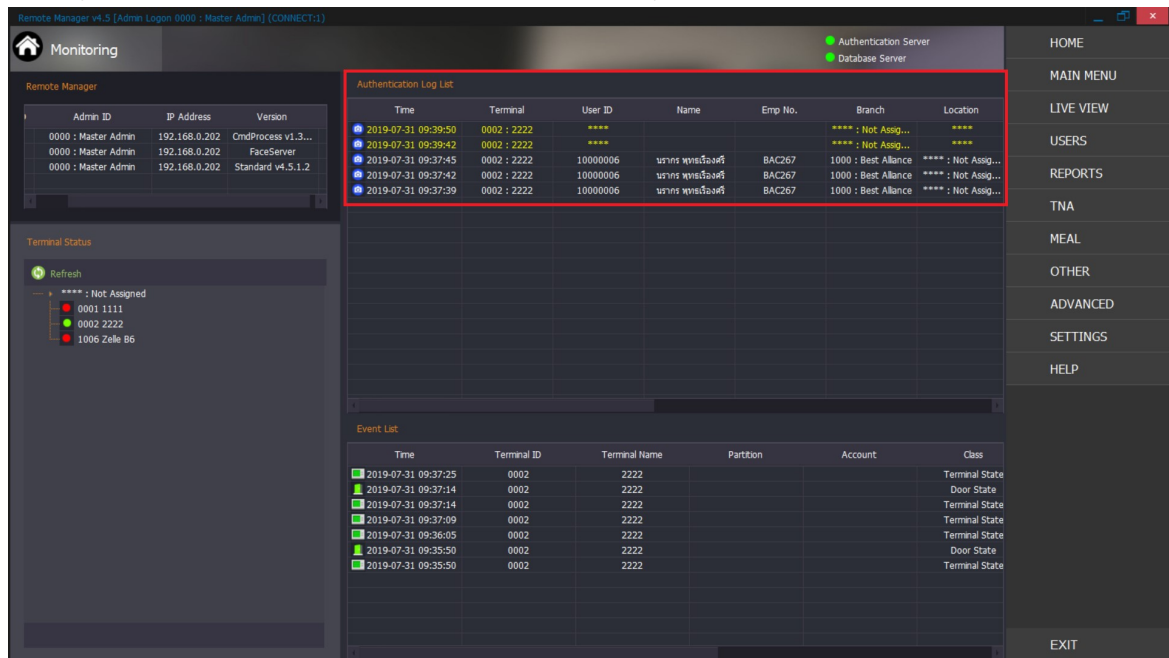 Remote Manager v4.5 [Admin Logon 0000 : Master Admin] (CONNECT:1)
Monitoring
Authentication Server
Database Server
Remote Manager
Admin ID IP Address Version
0000 : Master Admin 192.168.0.202 CmdProcess v1.3...
0000 : Master Admin 192.168.0.202 FaceServer
0000 : Master Admin 192.168.0.202 Standard v4.5.1.2
Terminal Status
Refresh
**** : Not Assigned
0001 1111
0002 2222
1006 Zelle B6
Authentication Log List
Time Terminal User ID Name Emp No. Branch Location
2019-07-31 09:39:50 0002 : 2222 **** **** : Not Assig... ****
2019-07-31 09:39:42 0002 : 2222 **** **** : Not Assig... ****
2019-07-31 09:37:45 0002 : 2222 10000006 นรากร พุทธเรืองศรี BAC267 1000 : Best Alliance **** : Not Assig...
2019-07-31 09:37:42 0002 : 2222 10000006 นรากร พุทธเรืองศรี BAC267 1000 : Best Alliance **** : Not Assig...
2019-07-31 09:37:39 0002 : 2222 10000006 นรากร พุทธเรืองศรี BAC267 1000 : Best Alliance **** : Not Assig...
Event List
Time Terminal ID Terminal Name Partition Account Class
2019-07-31 09:37:25 0002 2222 Terminal State
2019-07-31 09:37:14 0002 2222 Door State
2019-07-31 09:37:14 0002 2222 Terminal State
2019-07-31 09:37:09 0002 2222 Terminal State
2019-07-31 09:36:05 0002 2222 Terminal State
2019-07-31 09:35:50 0002 2222 Door State
2019-07-31 09:35:50 0002 2222 Terminal State
HOME
MAIN MENU
LIVE VIEW
USERS
REPORTS
TNA
MEAL
OTHER
ADVANCED
SETTINGS
HELP
EXIT